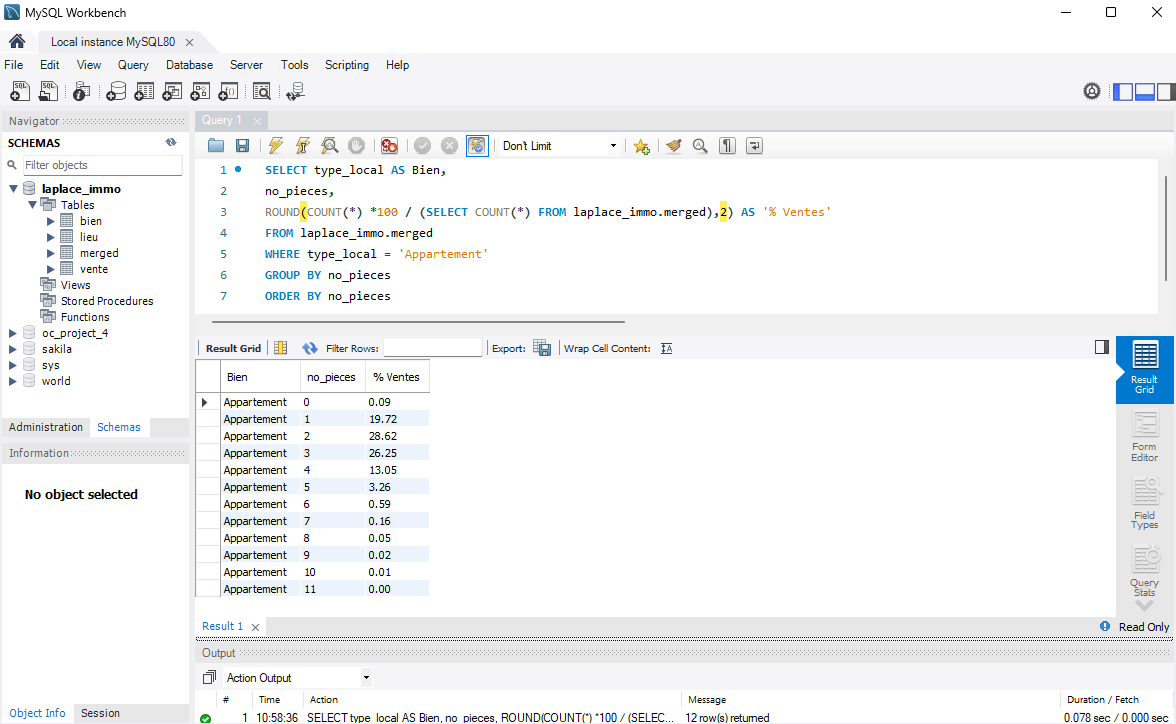 MySQL Workbench
Local instance MySQL80
File Edit View Query Database Server Tools Scripting Help
SQL SQL
Navigator
SCHEMAS
Filter objects
laplace_immo
Tables
bien
lieu
merged
vente
Views
Stored Procedures
Functions
oc_project_4
sakila
sys
world
Administration Schemas
Information
No object selected
Object Info Session
Query 1
Don't Limit
1 SELECT type_local AS Bien,
2 no_pieces,
3 ROUND(COUNT(*) *100 / (SELECT COUNT(*) FROM laplace_immo.merged),2) AS '% Ventes'
4 FROM laplace_immo.merged
5 WHERE type_local = 'Appartement'
6 GROUP BY no_pieces
7 ORDER BY no_pieces
Result Grid Filter Rows: Export: Wrap Cell Content: IA
Bien no_pieces % Ventes
Appartement 0 0.09
Appartement 1 19.72
Appartement 2 28.62
Appartement 3 26.25
Appartement 4 13.05
Appartement 5 3.26
Appartement 6 0.59
Appartement 7 0.16
Appartement 8 0.05
Appartement 9 0.02
Appartement 10 0.01
Appartement 11 0.00
Result Grid
Form Editor
Field Types
Query Stats
Result 1
Read Only
Output
Action Output
# Time Action Message Duration / Fetch
1 10:58:36 SELECT type_local AS Bien, no_pieces, ROUND(COUNT(*) *100 / (SELEC... 12 row(s) returned 0.078 sec / 0.000 sec